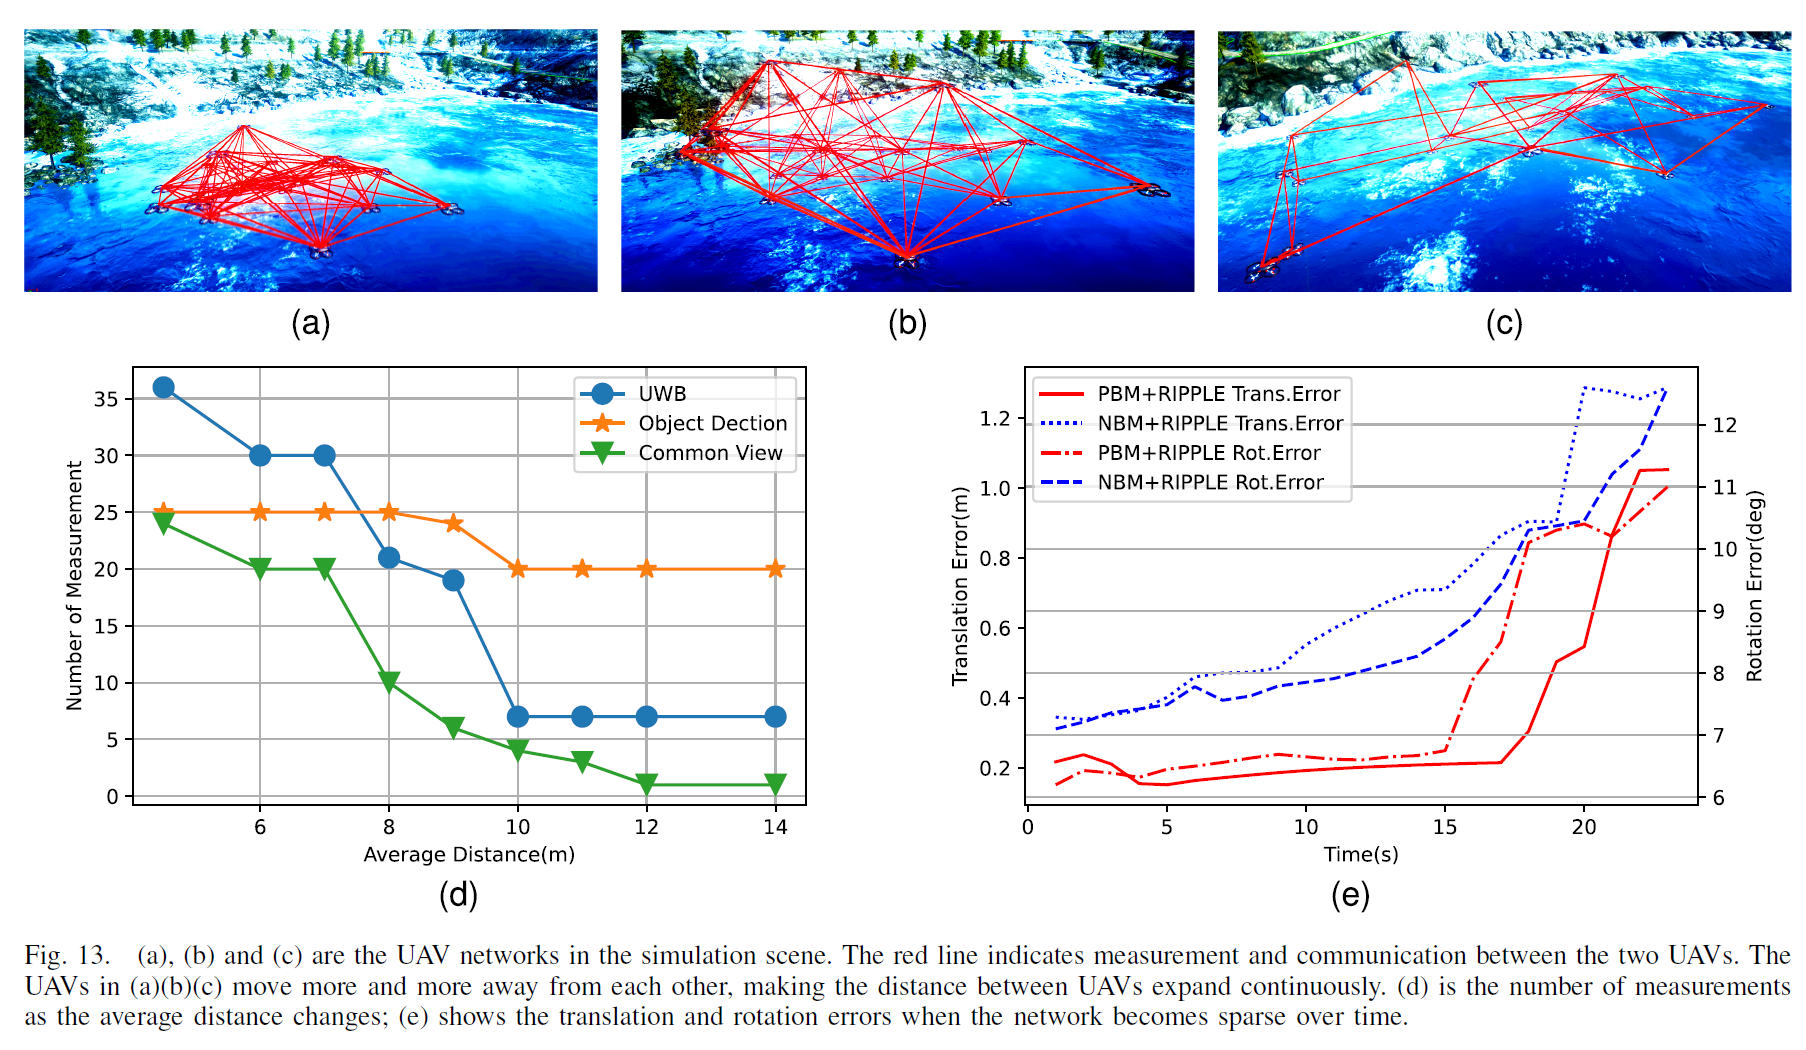 (a)
(b)
(c)
35
30
25
20
15
10
5
0
Number of Measurement
UWB
Object Dection
Common View
6
8
10
12
14
Average Distance(m)
(d)
1.2
1.0
0.8
0.6
0.4
0.2
Translation Error(m)
PBM+RIPPLE Trans.Error
NBM+RIPPLE Trans.Error
PBM+RIPPLE Rot.Error
NBM+RIPPLE Rot.Error
12
11
10
9
8
7
6
Rotation Error(deg)
0
5
10
15
20
Time(s)
(e)
Fig. 13. (a), (b) and (c) are the UAV networks in the simulation scene. The red line indicates measurement and communication between the two UAVs. The
UAVs in (a)(b)(c) move more and more away from each other, making the distance between UAVs expand continuously. (d) is the number of measurements
as the average distance changes; (e) shows the translation and rotation errors when the network becomes sparse over time.